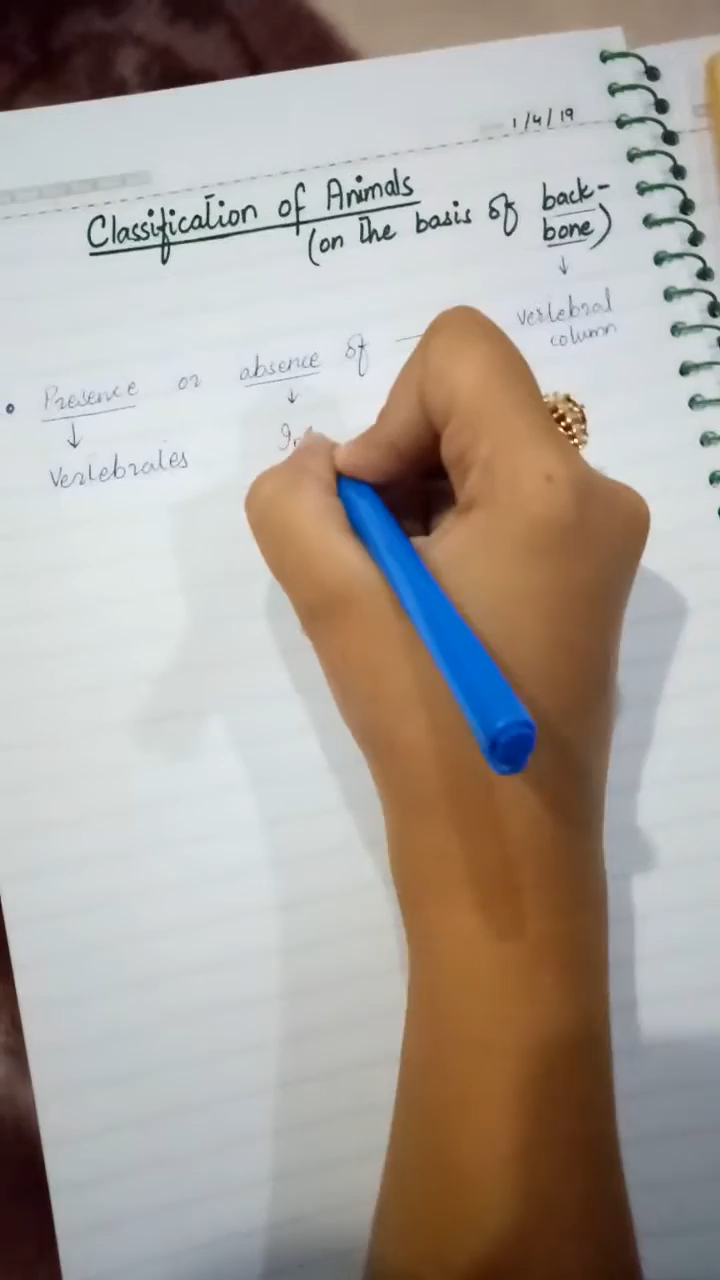 1/4/19
Classification of Animals
(on the basis of back-
bone)
↓
vertebral
column
• Presence or absence of
↓ ↓
Vertebrates